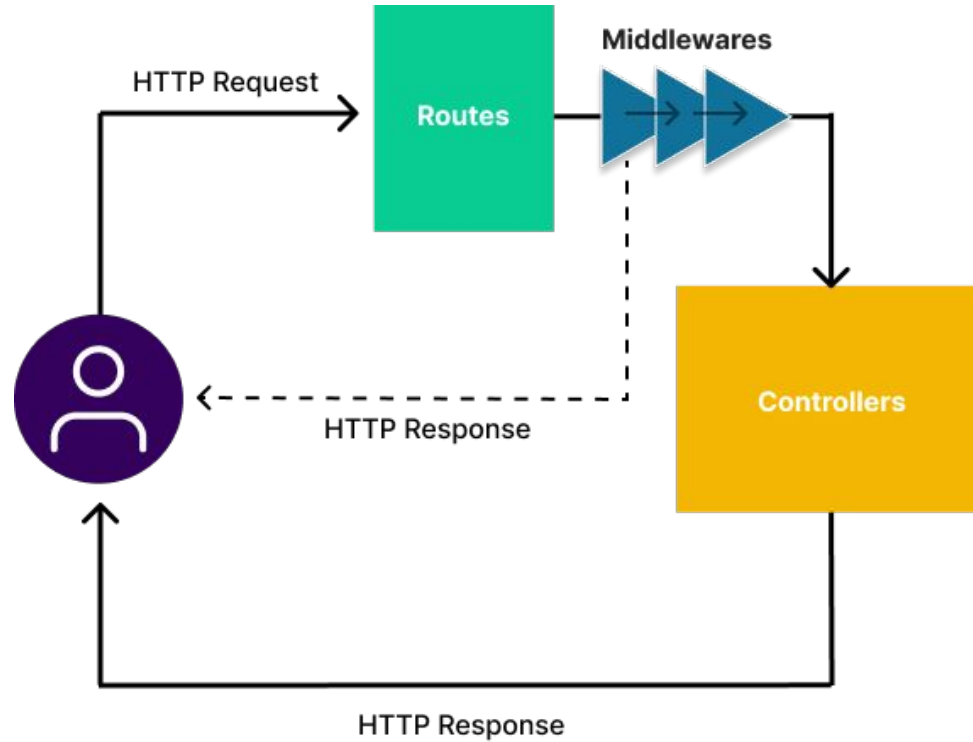 Middlewares
HTTP Request
Routes
Controllers
HTTP Response
HTTP Response